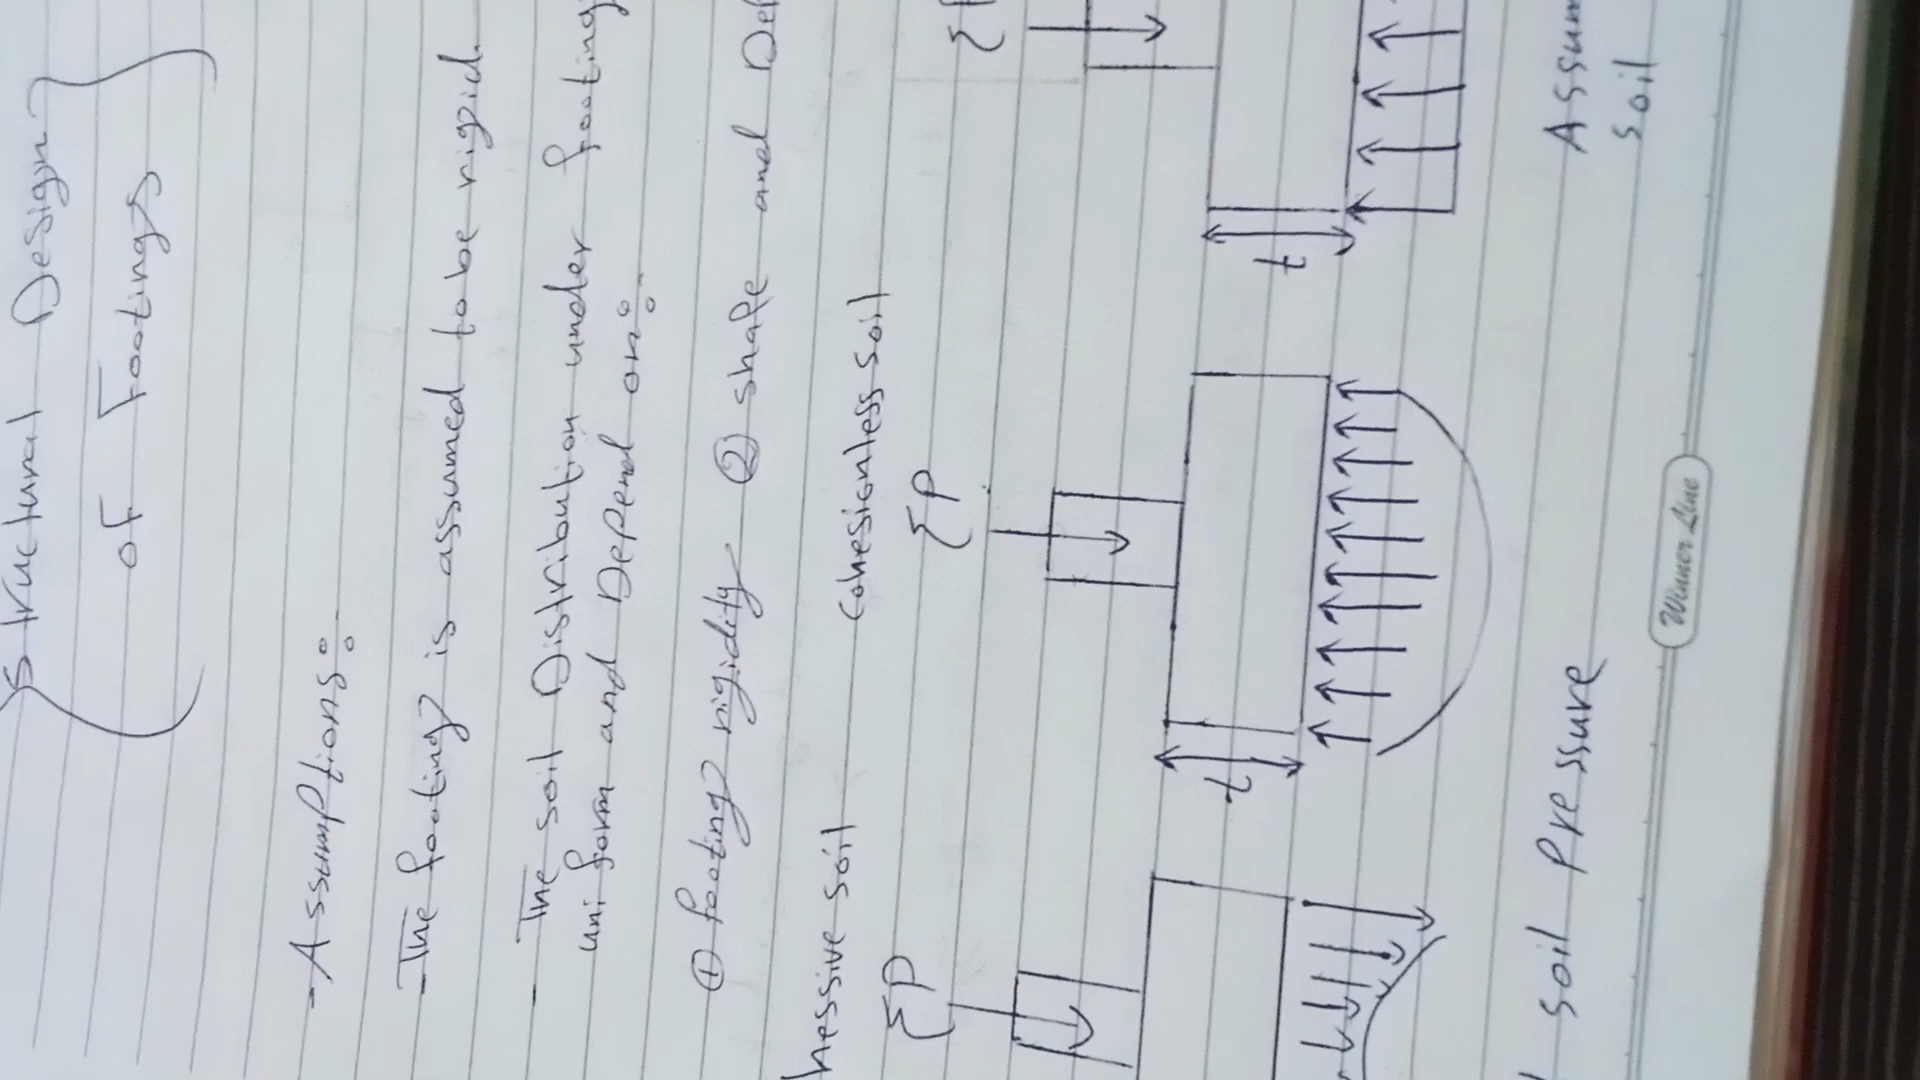 Structural Design
of Footings
- Assumptions:
- The footing is assumed to be rigid
- The soil Distribution under footing
uni form and Depend on:
① footing rigidity ② shape and De
hessive soil Cohesionless soil
ΣP ΣP Σ
t t
soil Pressure Assum
soil
Winner Line